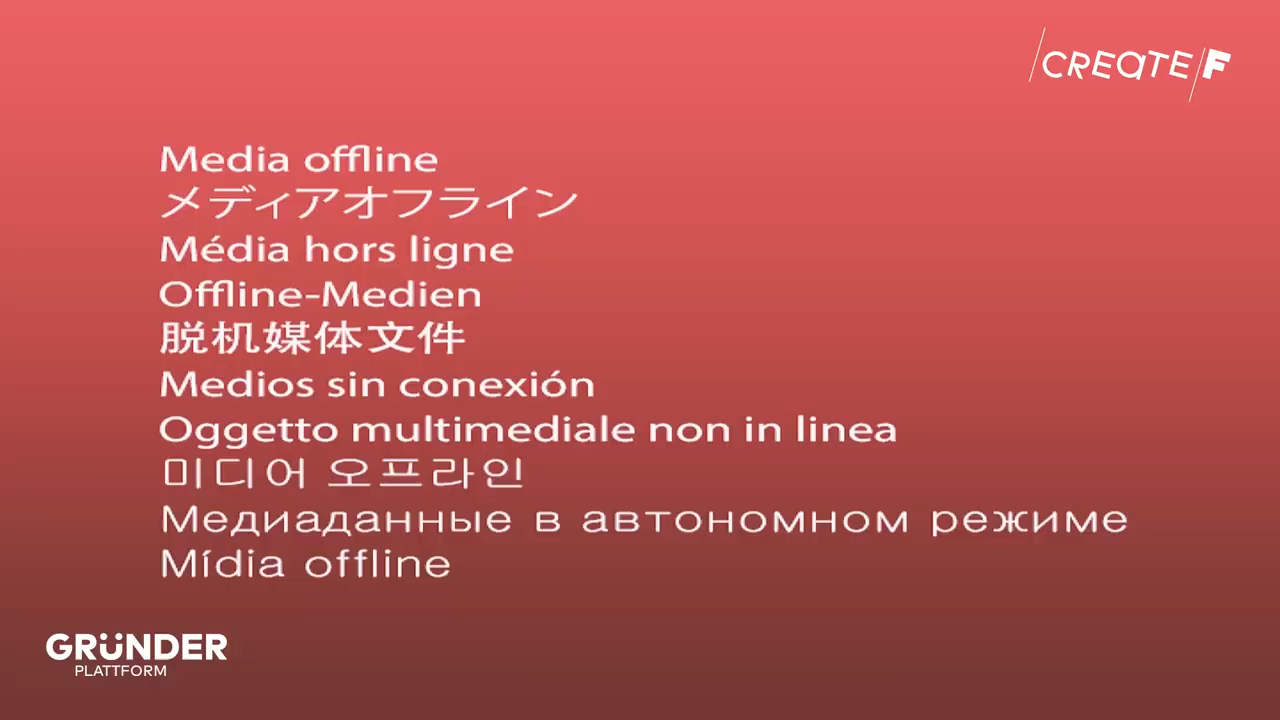 CREATE/F
Media offline
メディアオフライン
Média hors ligne
Offline-Medien
脱机媒体文件
Medios sin conexión
Oggetto multimediale non in linea
미디어 오프라인
Медиаданные в автономном режиме
Mídia offline
GRÜNDER
PLATTFORM